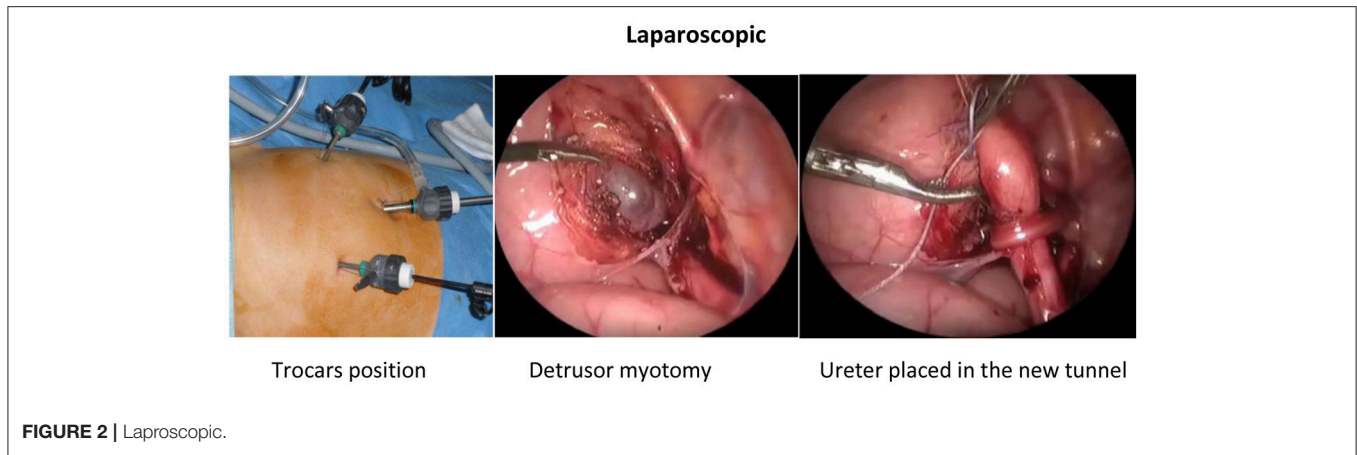 Laparoscopic
Trocars position
Detrusor myotomy
Ureter placed in the new tunnel
FIGURE 2 | Laproscopic.